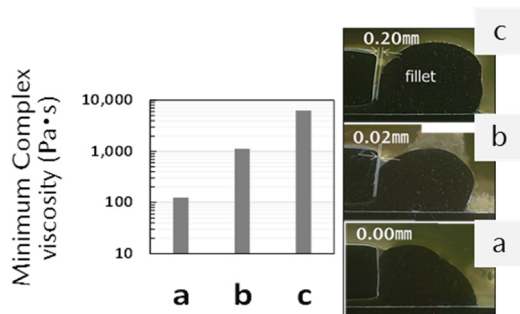 Minimum Complex
viscosity (Pa•s)
10,000
1,000
100
10
a
b
c
0.20mm
fillet
c
0.02mm
b
0.00mm
a